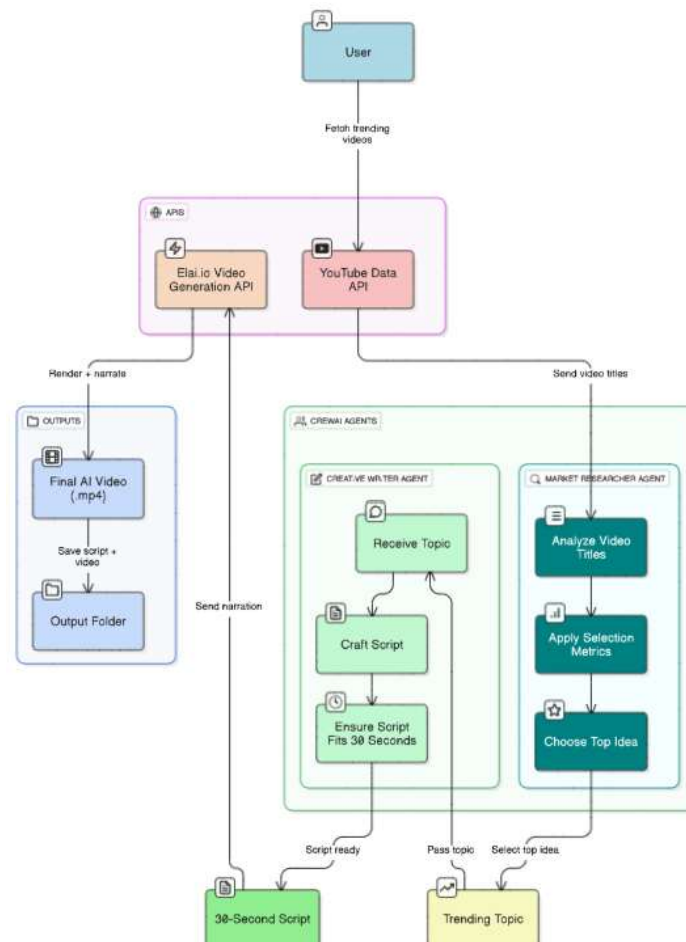 User
Fetch trending
videos
APIS
Elai.io Video
Generation API
YouTube Data
API
Render + narrate
Send video titles
OUTPUTS
CREWAI AGENTS
Final AI Video
(.mp4)
CREATIVE WRITER AGENT
MARKET RESEARCHER AGENT
Receive Topic
Analyze Video
Titles
Save script +
video
Output Folder
Send narration
Craft Script
Apply Selection
Metrics
Ensure Script
Fits 30 Seconds
Choose Top Idea
Script ready
Pass topic
Select top idea
30-Second Script
Trending Topic